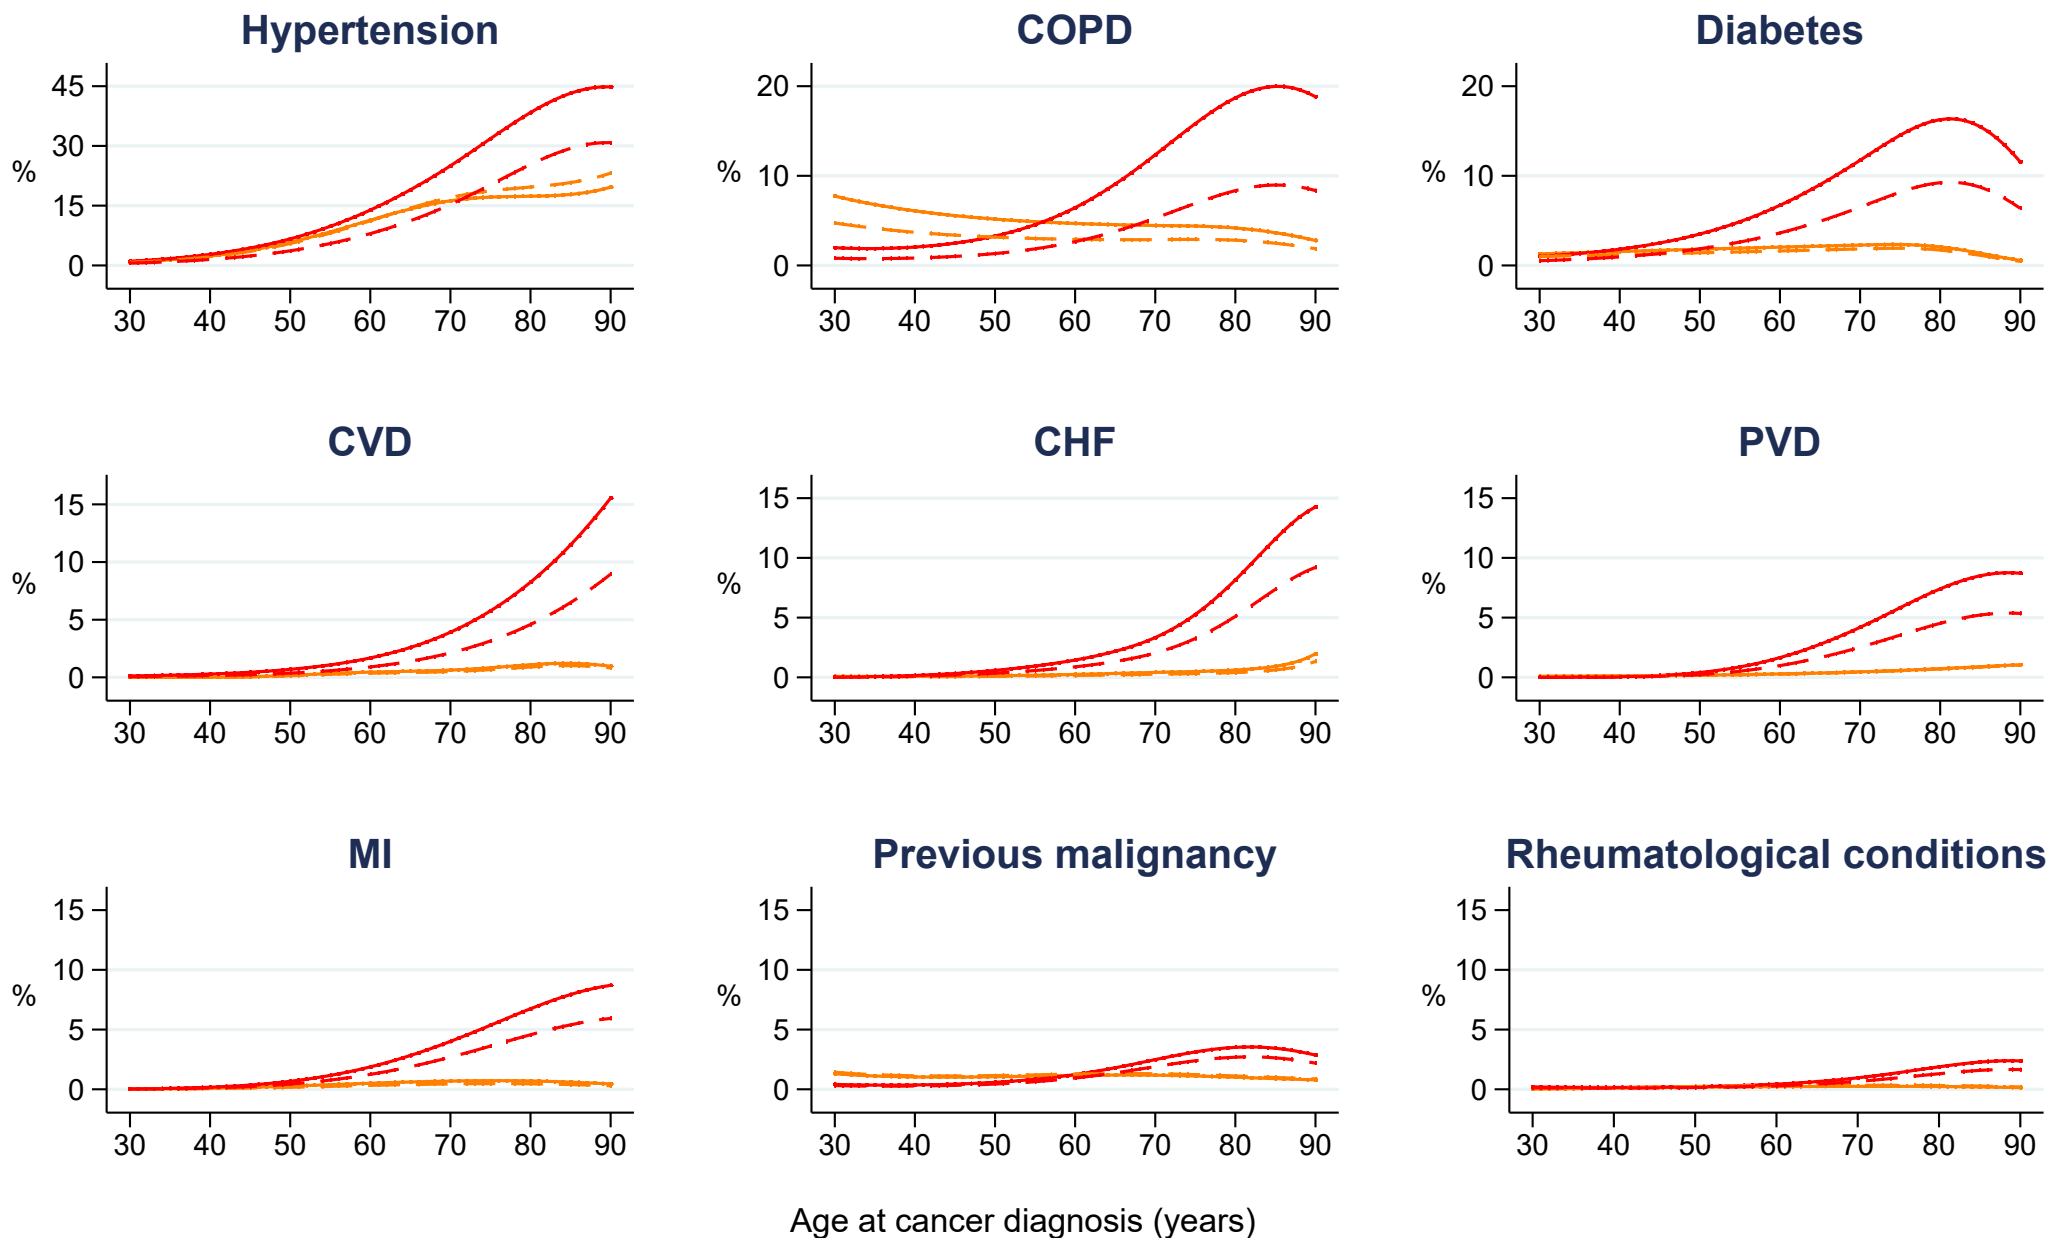 Hypertension COPD Diabetes
45 20 20
30
% 10 % 10 %
15
0 0 0
30 40 50 60 70 80 90 30 40 50 60 70 80 90 30 40 50 60 70 80 90
CVD CHF PVD
15 15 15
10 10 10
% % %
5 5 5
0 0 0
30 40 50 60 70 80 90 30 40 50 60 70 80 90 30 40 50 60 70 80 90
MI Previous malignancy Rheumatological conditions
15 15 15
10 10 10
% % %
5 5 5
0 0 0
30 40 50 60 70 80 90 30 40 50 60 70 80 90 30 40 50 60 70 80 90
Age at cancer diagnosis (years)